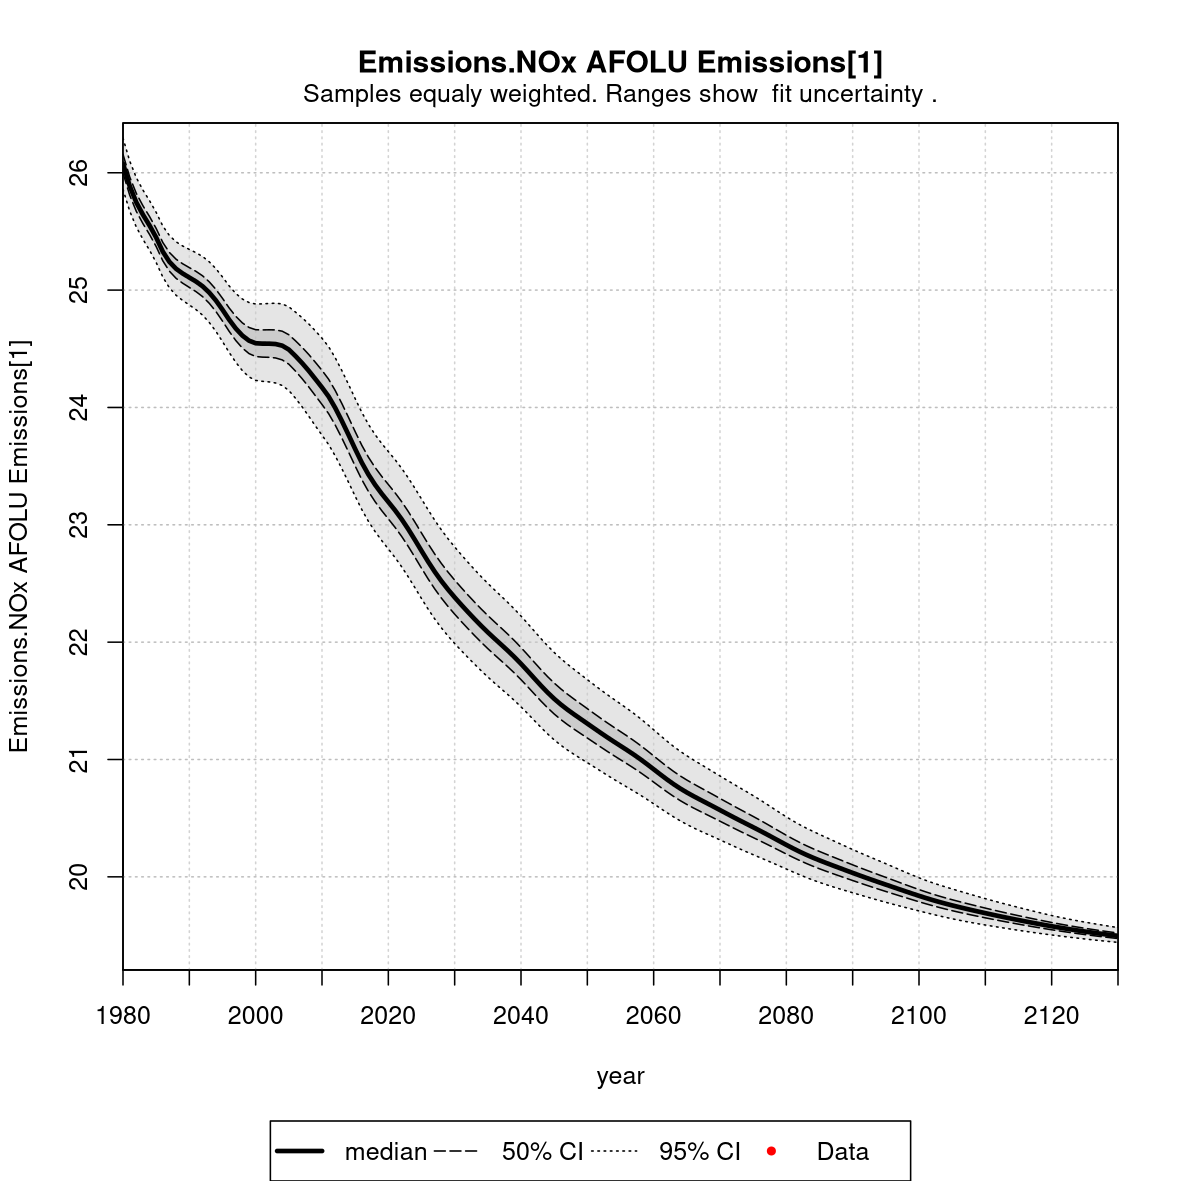 Emissions.NOx AFOLU Emissions[1]
Samples equaly weighted. Ranges show  fit uncertainty .
Emissions.NOx AFOLU Emissions[1]
26
25
24
23
22
21
20
1980 2000 2020 2040 2060 2080 2100 2120
year
median 50% CI 95% CI Data